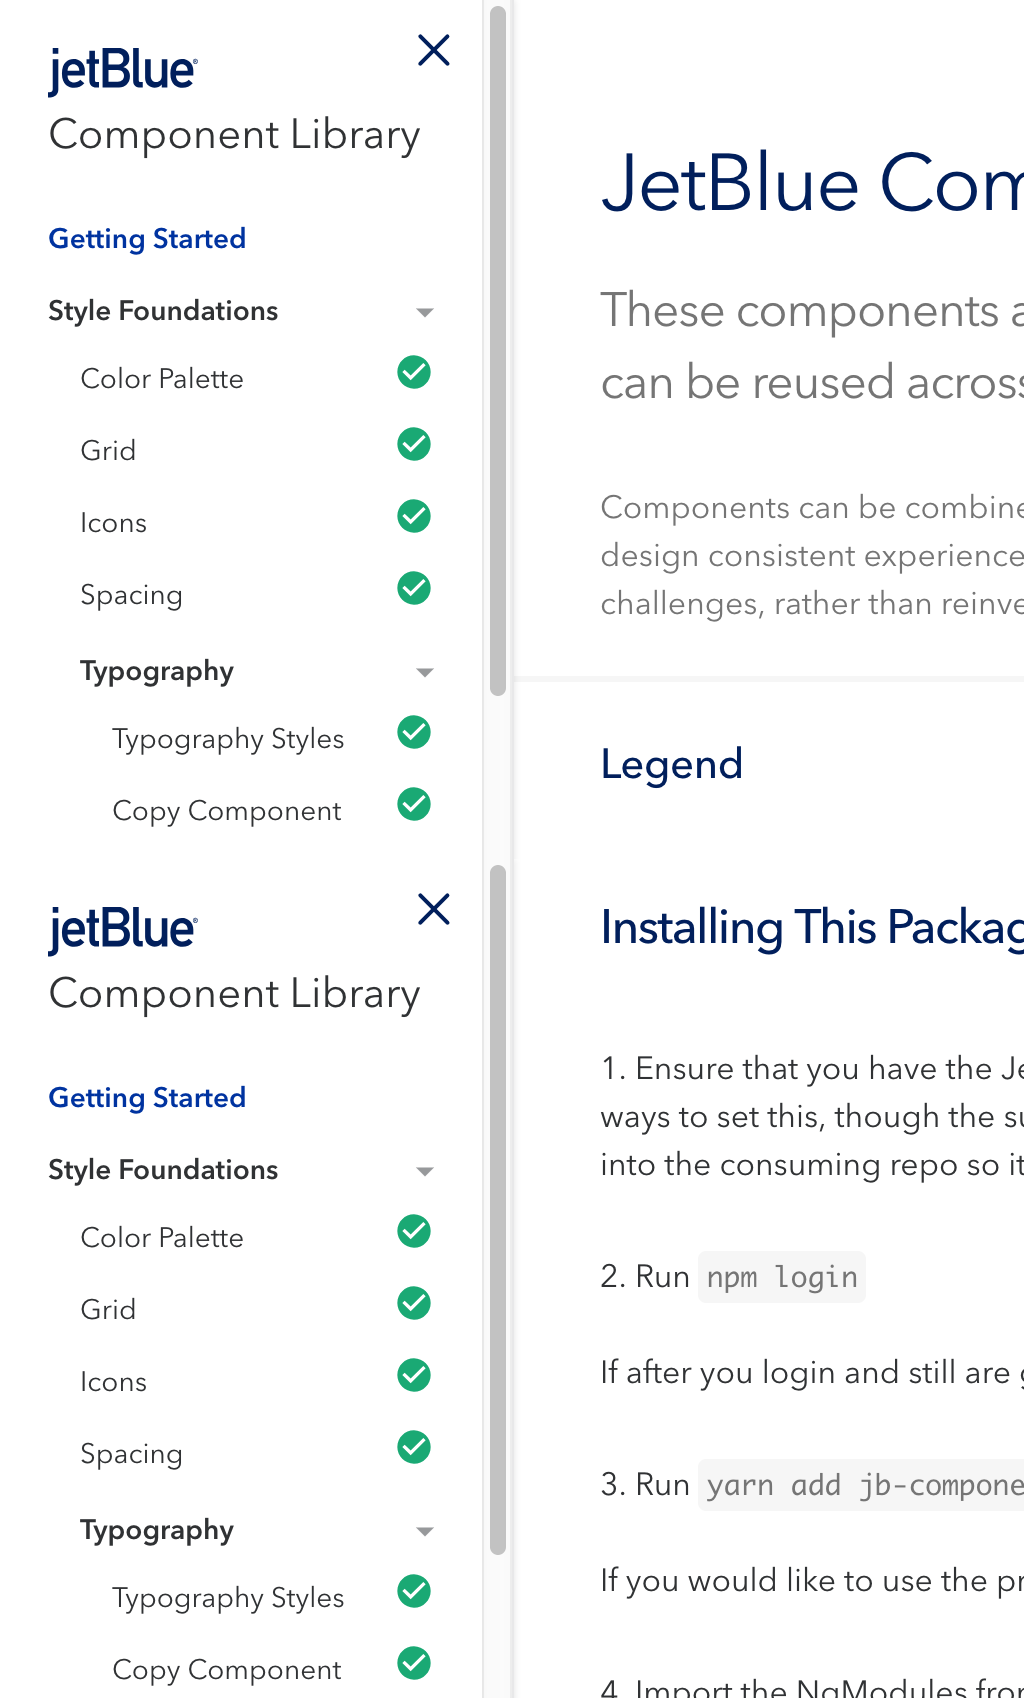 jetBlue
Component Library
Getting Started
Style Foundations
Color Palette
Grid
Icons
Spacing
Typography
Typography Styles
Copy Component
jetBlue
Component Library
Getting Started
Style Foundations
Color Palette
Grid
Icons
Spacing
Typography
Typography Styles
Copy Component
JetBlue Com
These components a
can be reused across
Components can be combine
design consistent experience
challenges, rather than reinve
Legend
Installing This Packag
1. Ensure that you have the Je
ways to set this, though the su
into the consuming repo so it
2. Run npm login
If after you login and still are g
3. Run yarn add jb-compone
If you would like to use the pr
4. Import the NgModules from